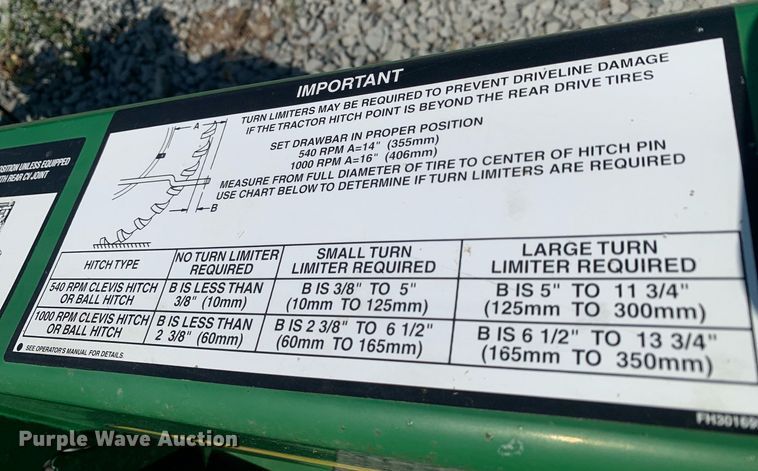 IMPORTANT
TURN LIMITERS MAY BE REQUIRED TO PREVENT DRIVELINE DAMAGE
IF THE TRACTOR HITCH POINT IS BEYOND THE REAR DRIVE TIRES
SET DRAWBAR IN PROPER POSITION
540 RPM A=14" (355mm)
1000 RPM A=16" (406mm)
MEASURE FROM FULL DIAMETER OF TIRE TO CENTER OF HITCH PIN
USE CHART BELOW TO DETERMINE IF TURN LIMITERS ARE REQUIRED
A
B
OSITION UNLESS EQUIPPED
TH REAR CV JOINT
HITCH TYPE
NO TURN LIMITER
REQUIRED
SMALL TURN
LIMITER REQUIRED
LARGE TURN
LIMITER REQUIRED
540 RPM CLEVIS HITCH
OR BALL HITCH
B IS LESS THAN
3/8" (10mm)
B IS 3/8" TO 5"
(10mm TO 125mm)
B IS 5" TO 11 3/4"
(125mm TO 300mm)
1000 RPM CLEVIS HITCH
OR BALL HITCH
B IS LESS THAN
2 3/8" (60mm)
B IS 2 3/8" TO 6 1/2"
(60mm TO 165mm)
B IS 6 1/2" TO 13 3/4"
(165mm TO 350mm)
SEE OPERATOR'S MANUAL FOR DETAILS
Purple Wave Auction